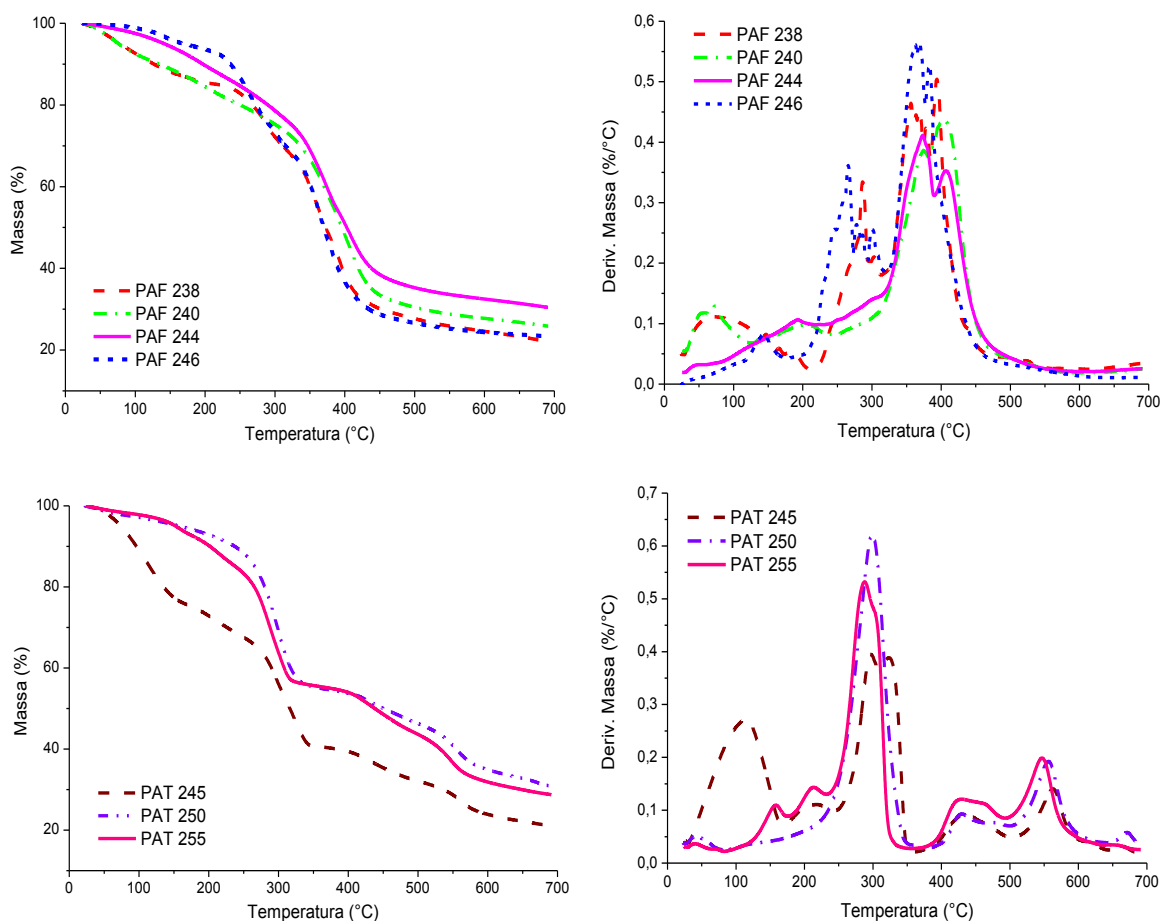 100
80
60
40
20
Massa (%)
PAF 238
PAF 240
PAF 244
PAF 246
0 100 200 300 400 500 600 700
Temperatura (°C)
0,6
0,5
0,4
0,3
0,2
0,1
0,0
Deriv. Massa (%/°C)
PAF 238
PAF 240
PAF 244
PAF 246
0 100 200 300 400 500 600 700
Temperatura (°C)
100
80
60
40
20
Massa (%)
PAT 245
PAT 250
PAT 255
0 100 200 300 400 500 600 700
Temperatura (°C)
0,7
0,6
0,5
0,4
0,3
0,2
0,1
0,0
Deriv. Massa (%/°C)
PAT 245
PAT 250
PAT 255
0 100 200 300 400 500 600 700
Temperatura (°C)